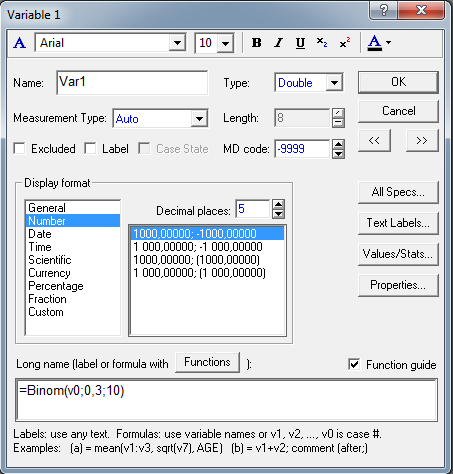 Variable 1
A Arial 10 B I U x₂ x² A
Name: Var1 Type: Double OK
Measurement Type: Auto Length: 8 Cancel
Excluded Label Case State MD code: -9999 << >>
Display format
General
Number
Date
Time
Scientific
Currency
Percentage
Fraction
Custom
Decimal places: 5
1000,00000; -1000,00000
1 000,00000; -1 000,00000
1000,00000; (1000,00000)
1 000,00000; (1 000,00000)
All Specs...
Text Labels...
Values/Stats...
Properties...
Long name (label or formula with Functions ): Function guide
=Binom(v0;0,3;10)
Labels: use any text. Formulas: use variable names or v1, v2, ..., v0 is case #.
Examples: (a) = mean(v1:v3, sqrt(v7), AGE) (b) = v1+v2; comment (after;)